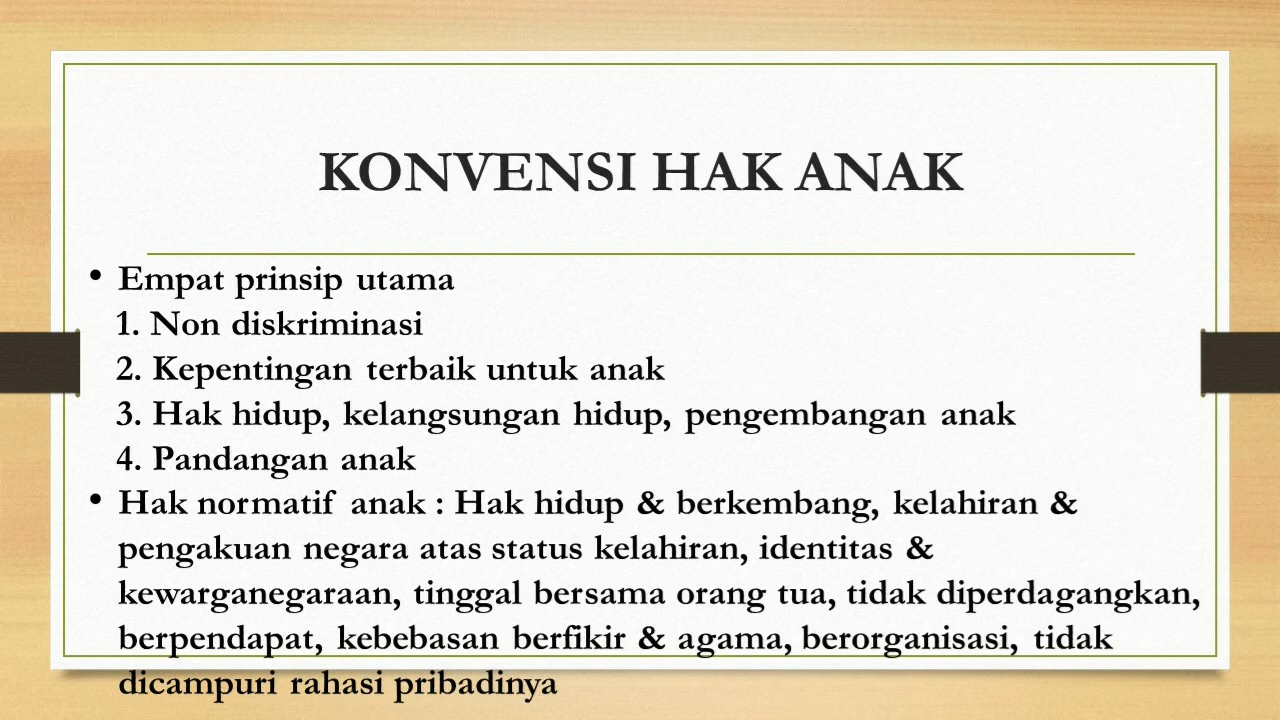 KONVENSI HAK ANAK
• Empat prinsip utama
1. Non diskriminasi
2. Kepentingan terbaik untuk anak
3. Hak hidup, kelangsungan hidup, pengembangan anak
4. Pandangan anak
• Hak normatif anak : Hak hidup & berkembang, kelahiran &
pengakuan negara atas status kelahiran, identitas &
kewarganegaraan, tinggal bersama orang tua, tidak diperdagangkan,
berpendapat, kebebasan berfikir & agama, berorganisasi, tidak
dicampuri rahasi pribadinya